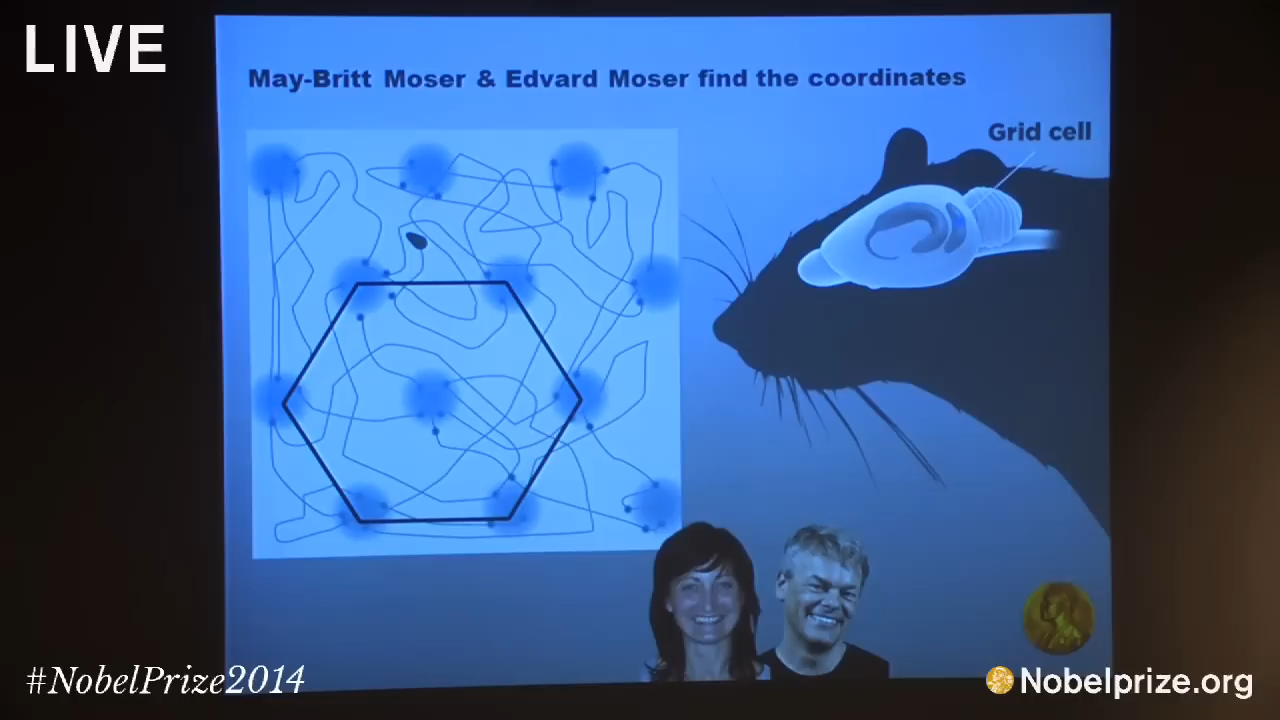 LIVE
May-Britt Moser & Edvard Moser find the coordinates
Grid cell
#NobelPrize2014
Nobelprize.org